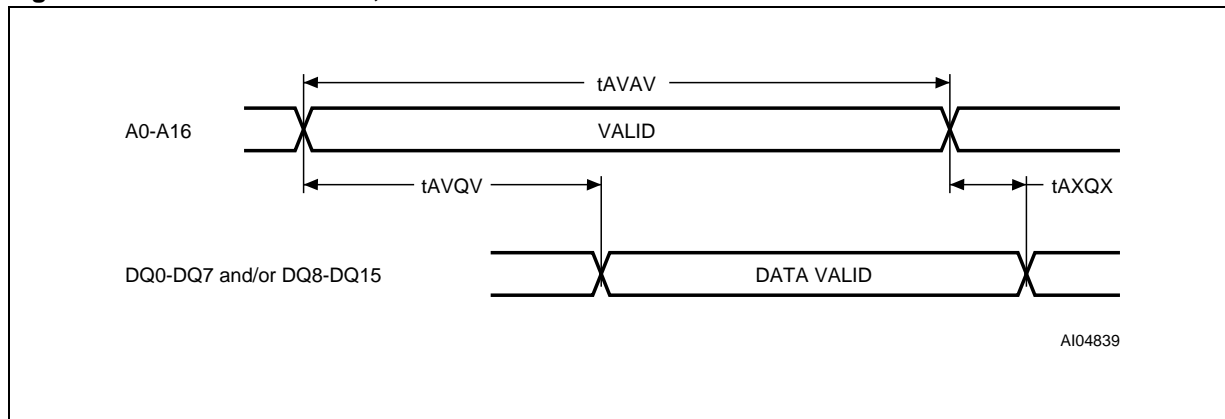 tAVAV
A0-A16
VALID
tAVQV
tAXQX
DQ0-DQ7 and/or DQ8-DQ15
DATA VALID
AI04839